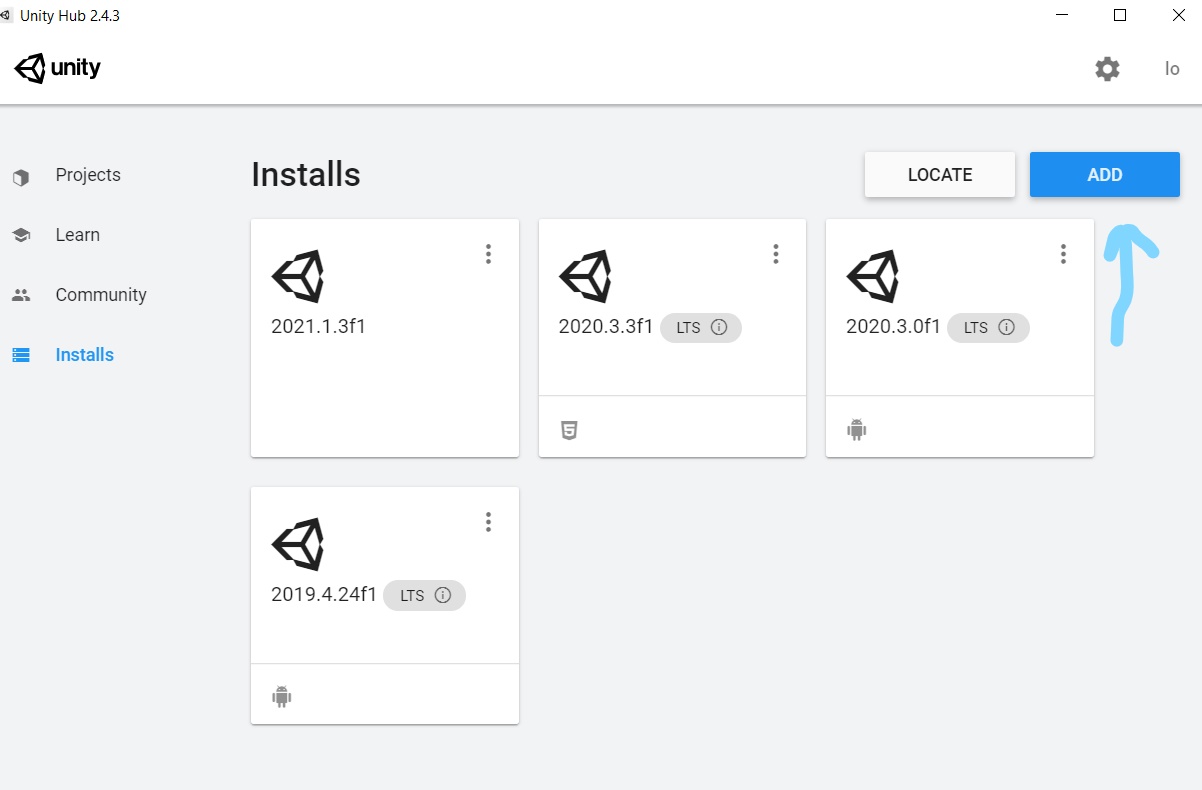 Unity Hub 2.4.3
unity
lo
Projects
Learn
Community
Installs
Installs
LOCATE
ADD
2021.1.3f1
2020.3.3f1 LTS
2020.3.0f1 LTS
2019.4.24f1 LTS